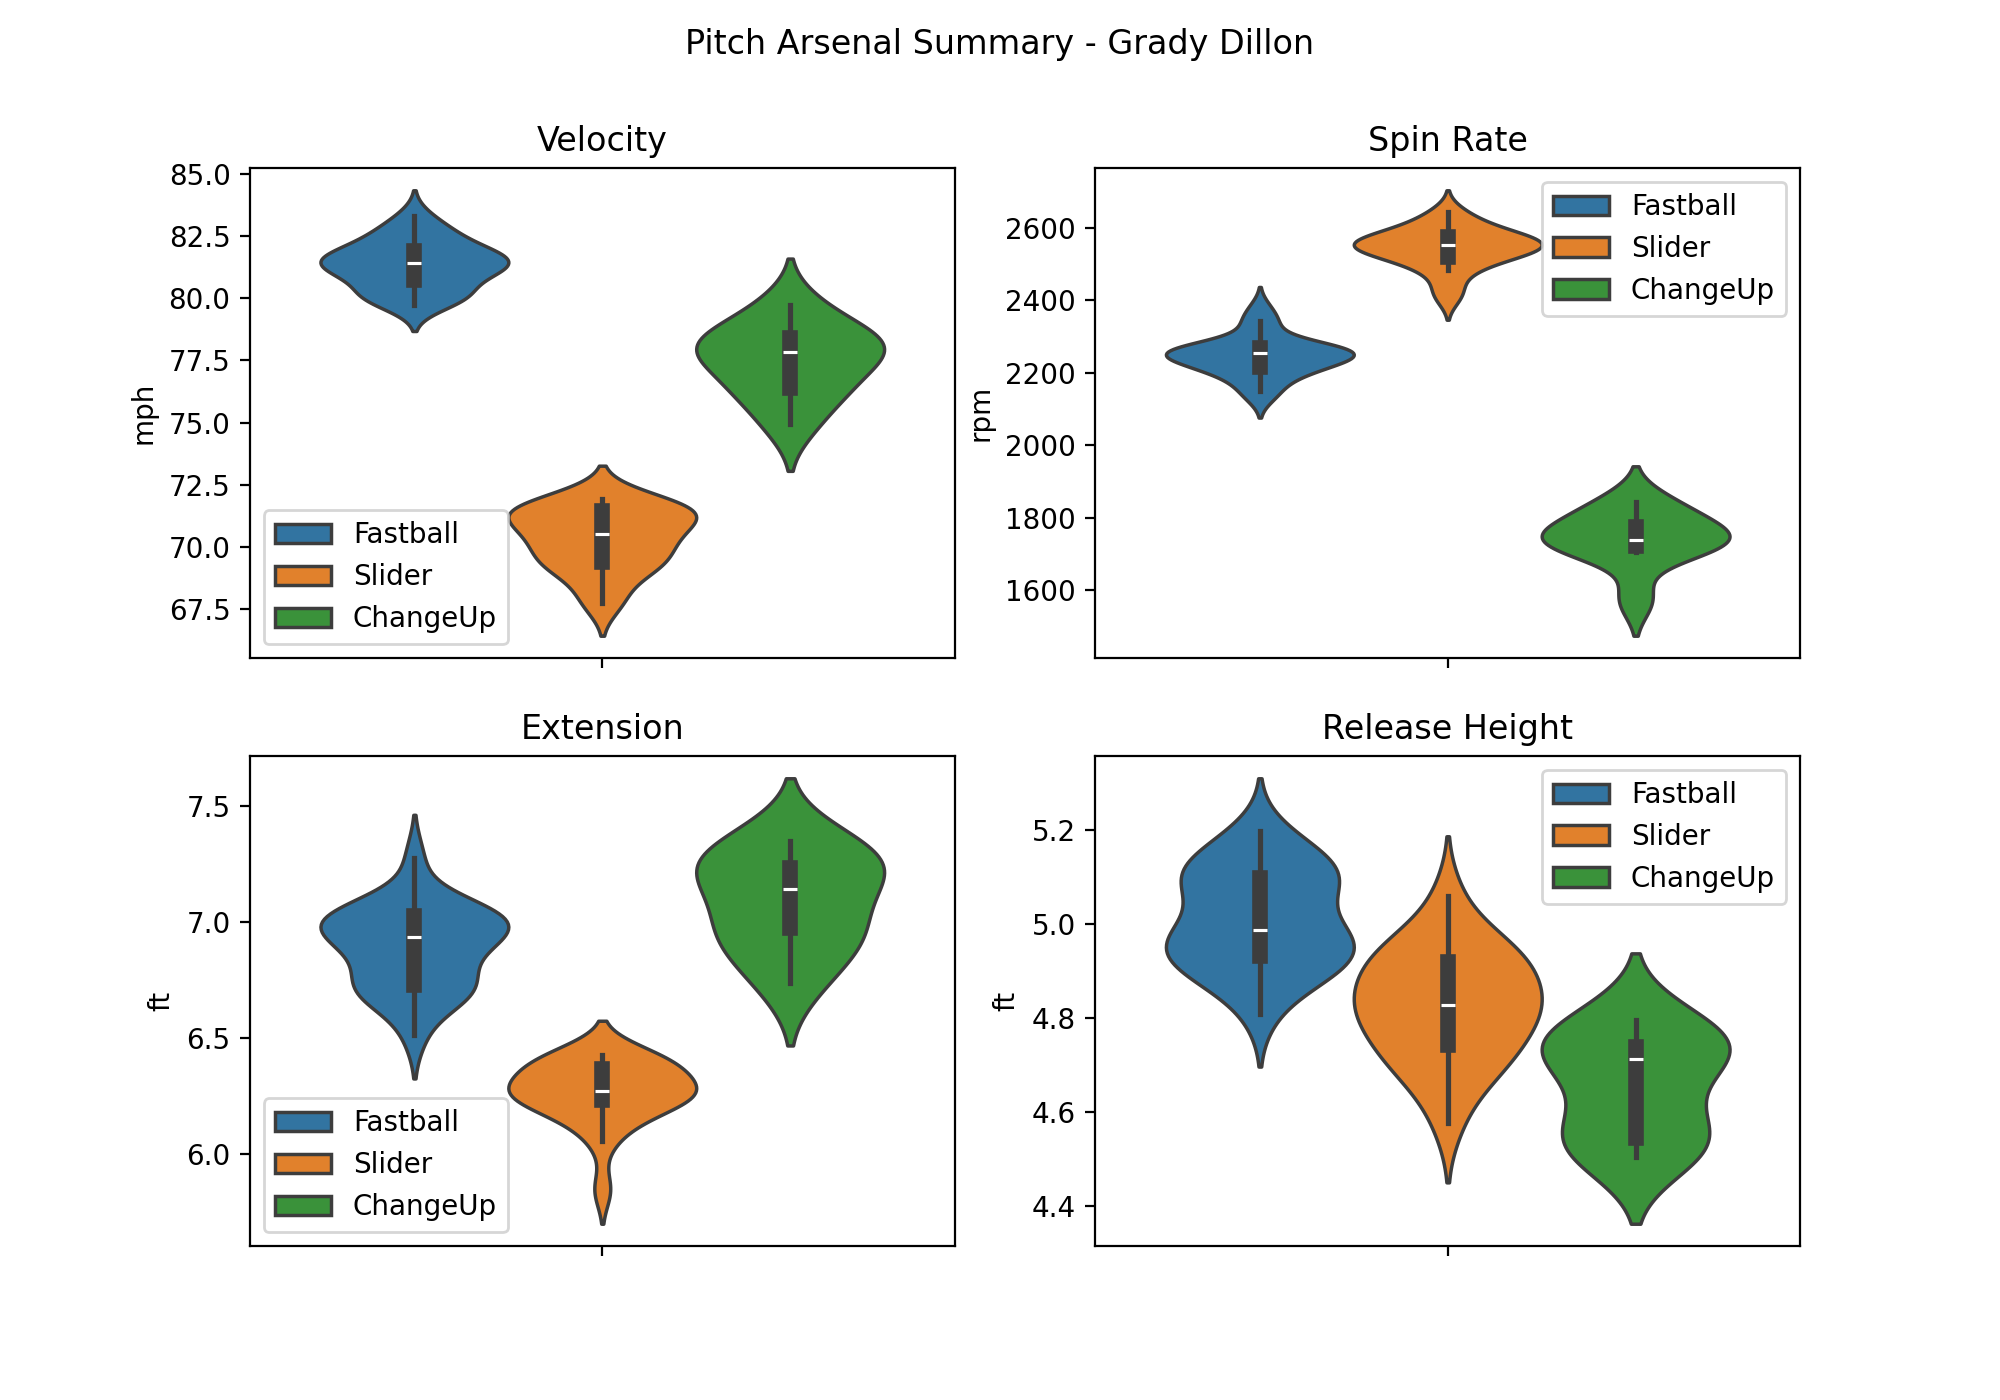 Pitch Arsenal Summary - Grady Dillon
Velocity
mph
85.0
82.5
80.0
77.5
75.0
72.5
70.0
67.5
Fastball
Slider
ChangeUp
Spin Rate
rpm
2600
2400
2200
2000
1800
1600
Fastball
Slider
ChangeUp
Extension
ft
7.5
7.0
6.5
6.0
Fastball
Slider
ChangeUp
Release Height
ft
5.2
5.0
4.8
4.6
4.4
Fastball
Slider
ChangeUp